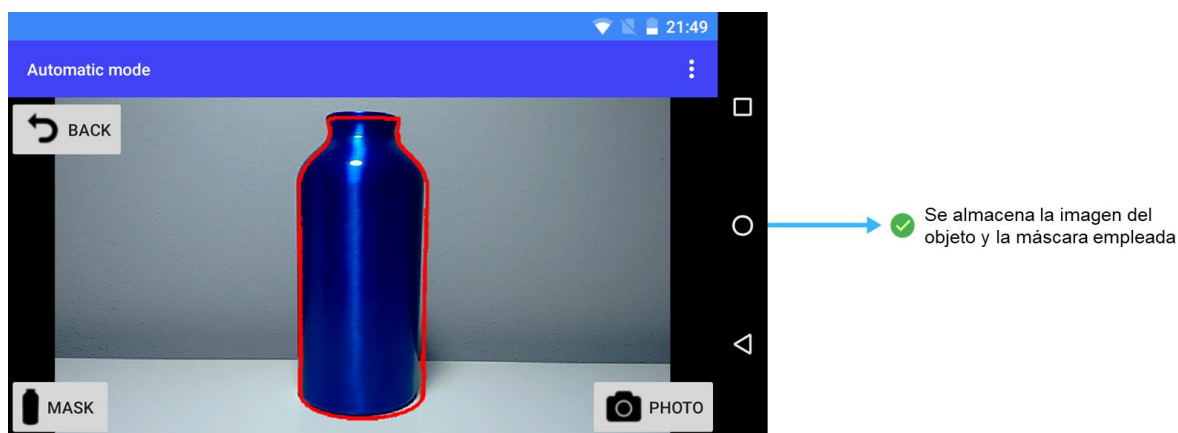 21:49
Automatic mode
BACK
Se almacena la imagen del
objeto y la máscara empleada
MASK
PHOTO